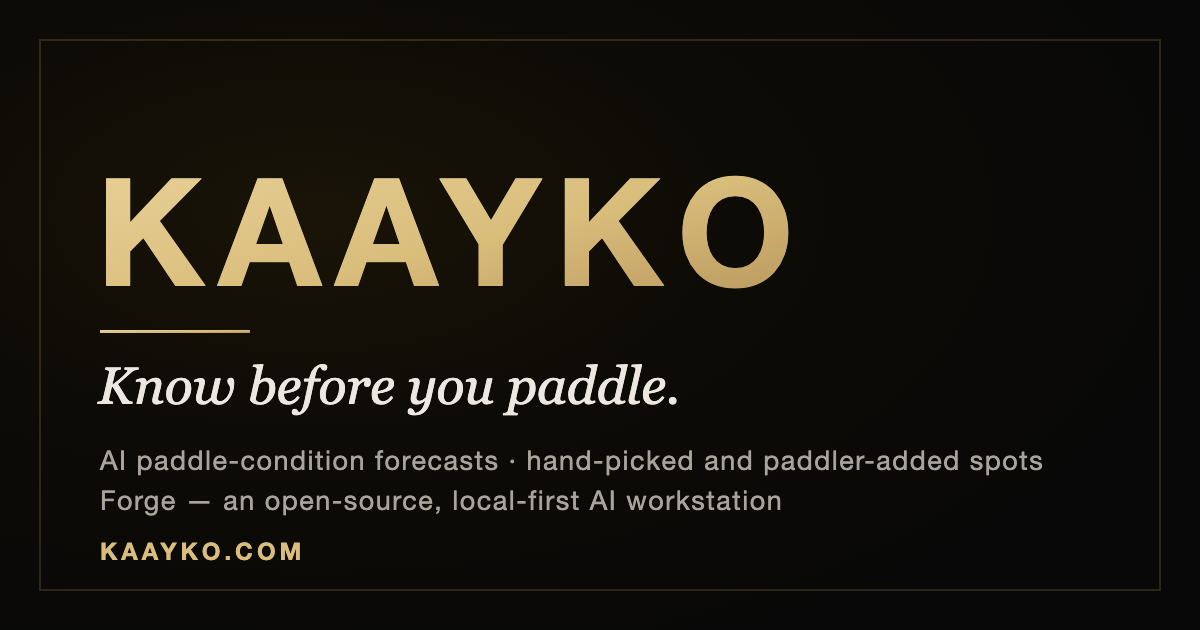 KAAYKO
Know before you paddle.
AI paddle-condition forecasts · hand-picked and paddler-added spots
Forge — an open-source, local-first AI workstation
KAAYKO.COM